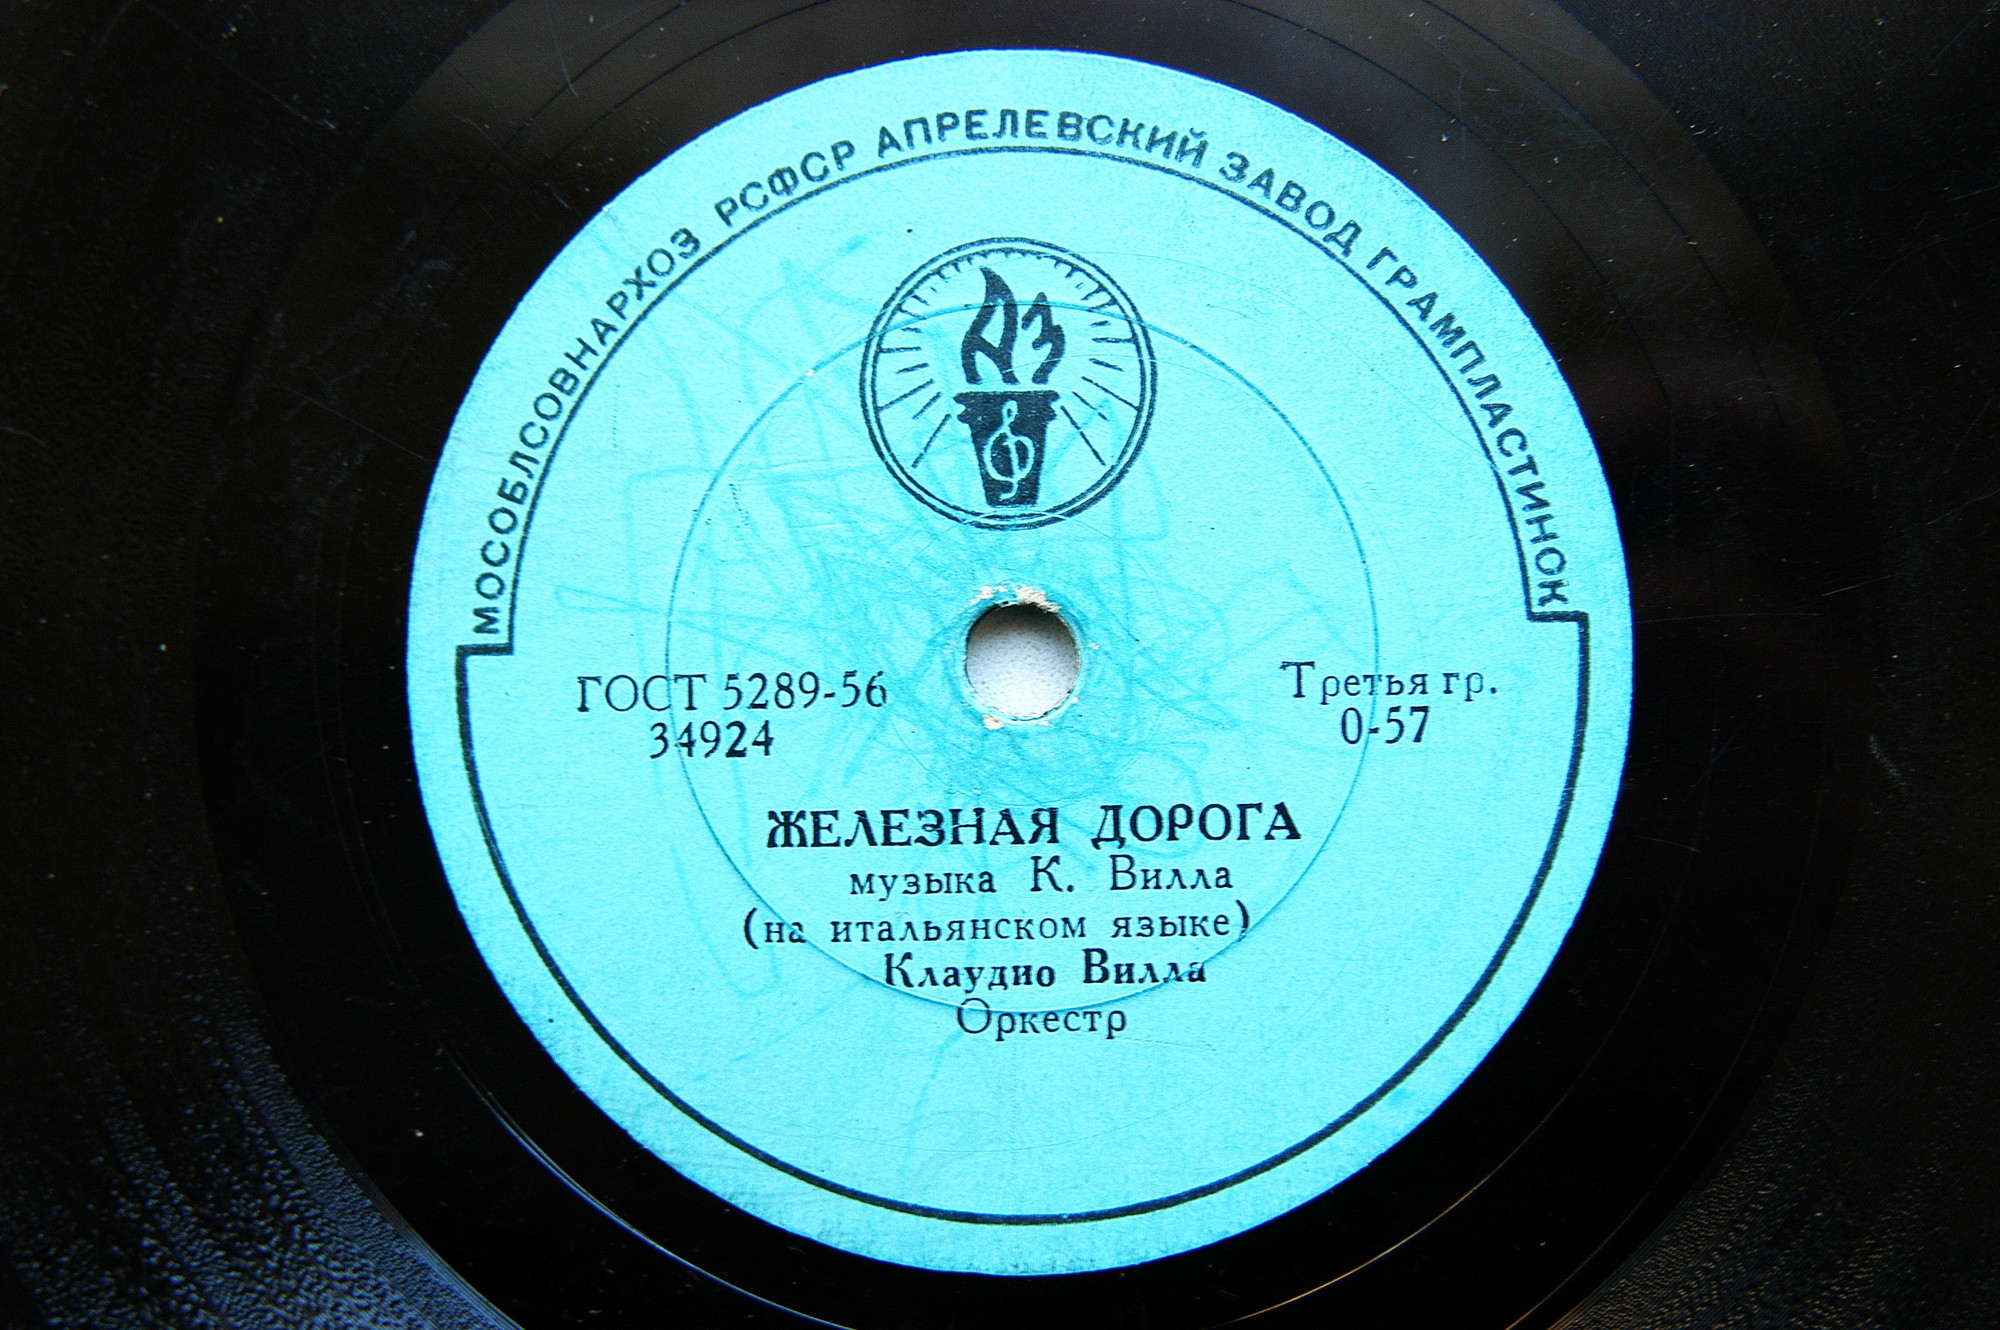 МОСОБЛСОВНАРХОЗ РСФСР АПРЕЛЕВСКИЙ ЗАВОД ГРАМПЛАСТИНОК
АЗ
ГОСТ 5289-56
34924
Третья гр.
0-57
ЖЕЛЕЗНАЯ ДОРОГА
музыка К. Вилла
(на итальянском языке)
Клаудио Вилла
Оркестр